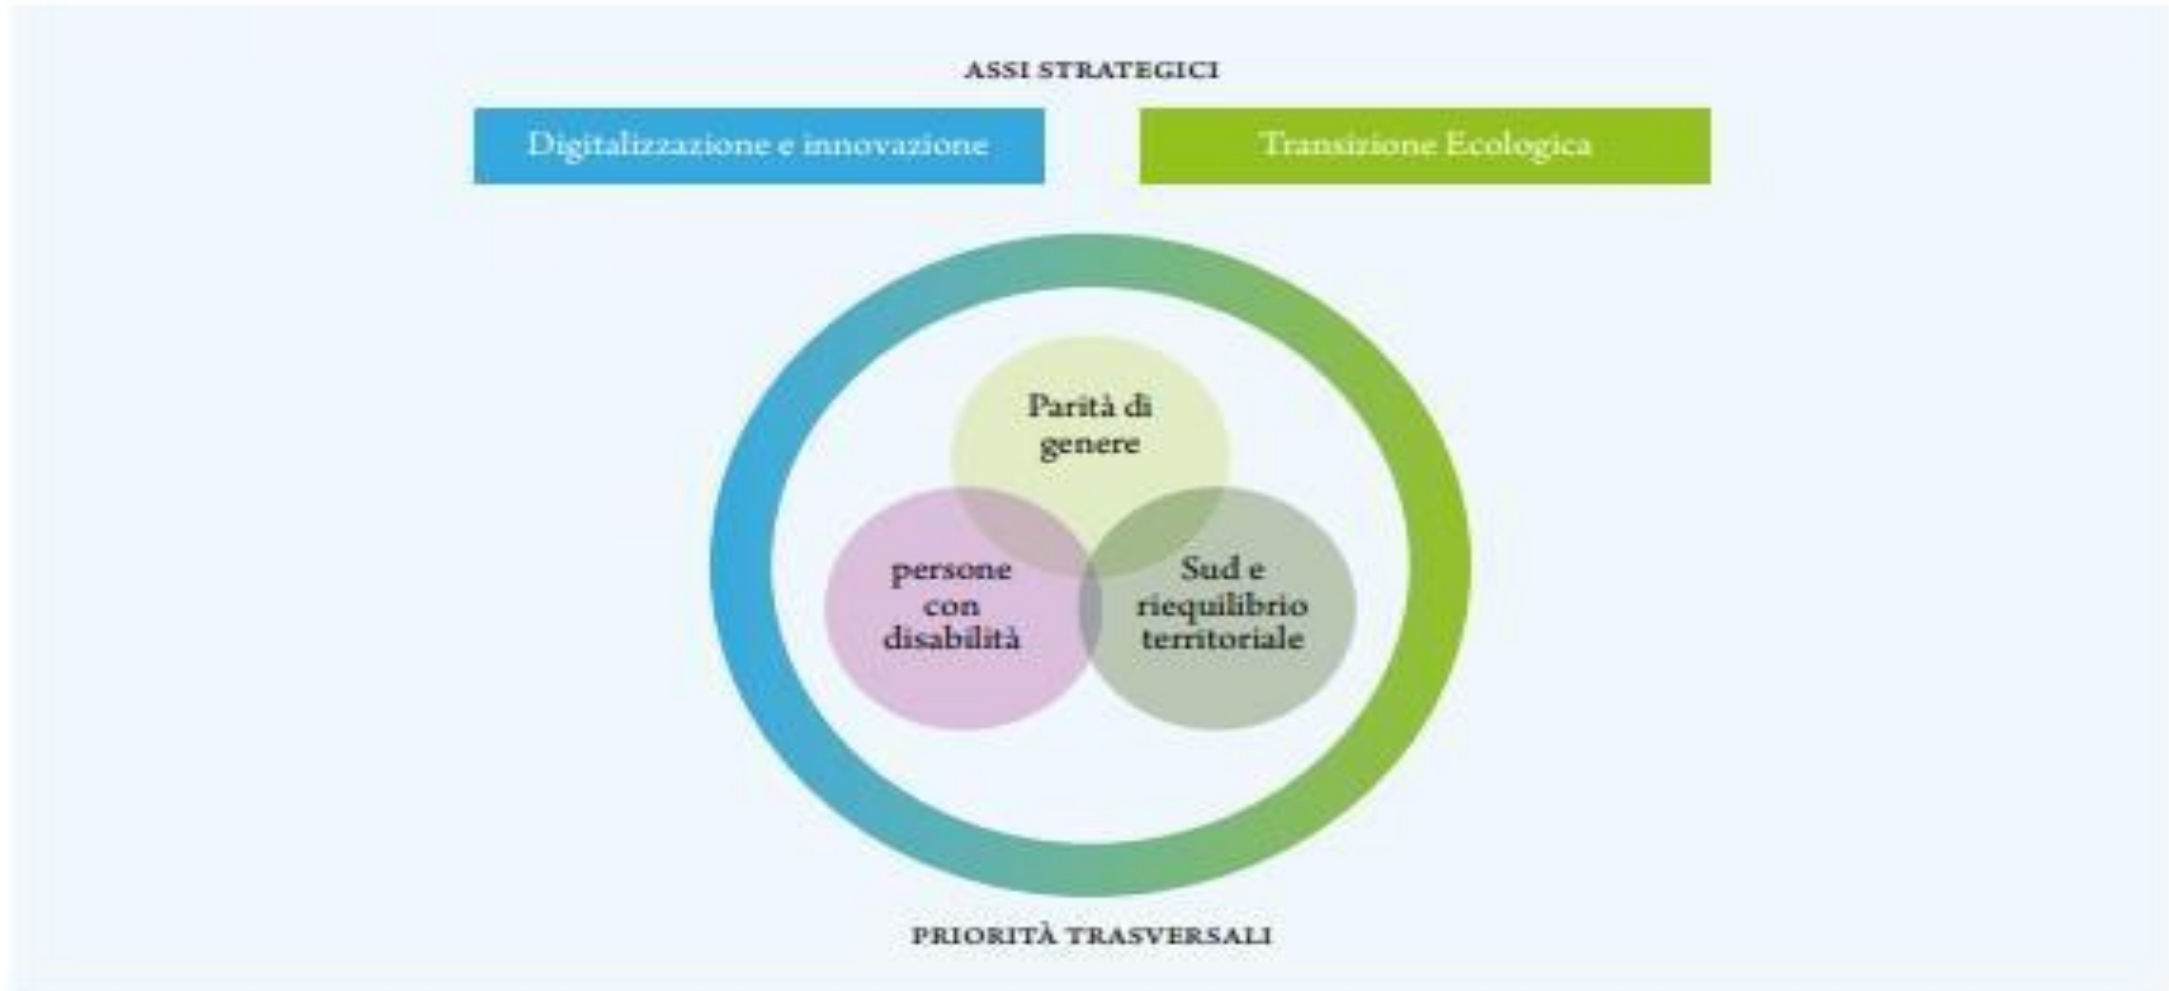 ASSI STRATEGICI
Digitalizzazione e innovazione
Transizione Ecologica
Parità di
genere
persone
con
disabilità
Sud e
riequilibrio
territoriale
PRIORITÀ TRASVERSALI